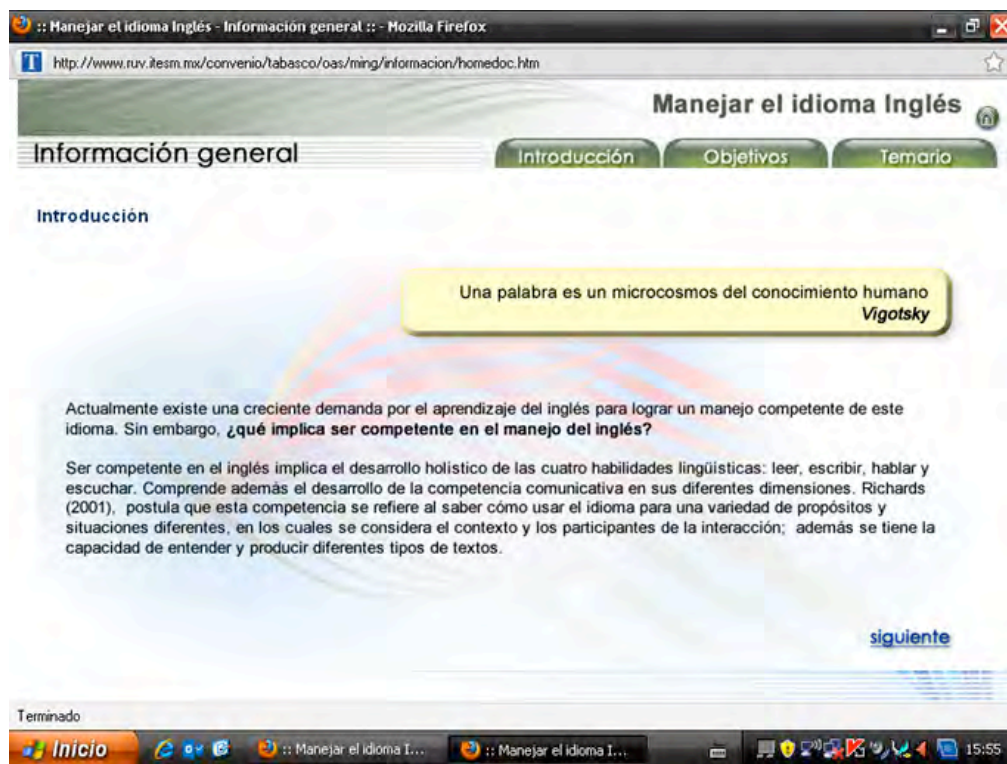 :: Manejar el idioma Inglés - Información general :: - Mozilla Firefox
http://www.ruv.itesm.mx/convenio/tabasco/oas/ming/informacion/homedoc.htm
Manejar el idioma Inglés
Información general
Introducción Objetivos Temario
Introducción
Una palabra es un microcosmos del conocimiento humano
Vigotsky
Actualmente existe una creciente demanda por el aprendizaje del inglés para lograr un manejo competente de este
idioma. Sin embargo, ¿qué implica ser competente en el manejo del inglés?
Ser competente en el inglés implica el desarrollo holístico de las cuatro habilidades lingüísticas: leer, escribir, hablar y
escuchar. Comprende además el desarrollo de la competencia comunicativa en sus diferentes dimensiones. Richards
(2001), postula que esta competencia se refiere al saber cómo usar el idioma para una variedad de propósitos y
situaciones diferentes, en los cuales se considera el contexto y los participantes de la interacción; además se tiene la
capacidad de entender y producir diferentes tipos de textos.
siguiente
Terminado
Inicio :: Manejar el idioma I... :: Manejar el idioma I... 15:55